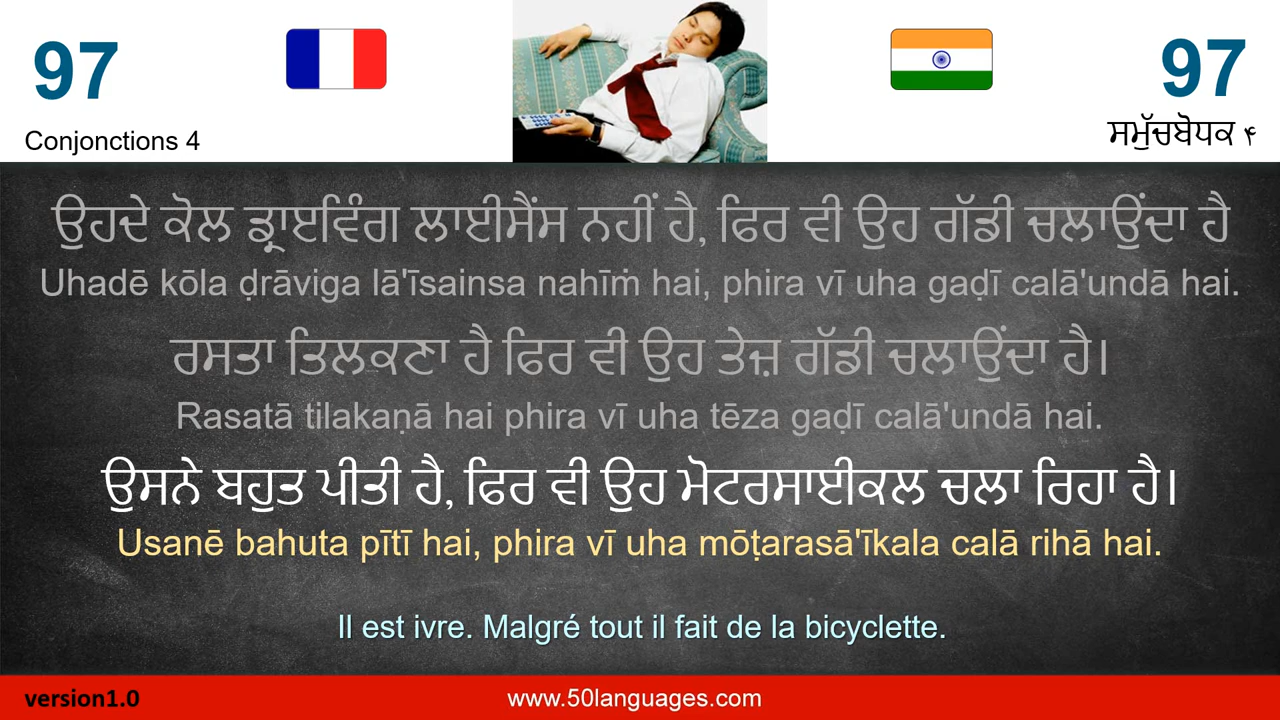 97
97
Conjonctions 4
ਸਮੁੱਚਬੋਧਕ ۴
ਉਹਦੇ ਕੋਲ ਡ੍ਰਾਇਵਿੰਗ ਲਾਈਸੈਂਸ ਨਹੀਂ ਹੈ, ਫਿਰ ਵੀ ਉਹ ਗੱਡੀ ਚਲਾਉਂਦਾ ਹੈ
Uhadē kōla ḍrāviga lā'īsainsa nahīṁ hai, phira vī uha gaḍī calā'undā hai.
ਰਸਤਾ ਤਿਲਕਣਾ ਹੈ ਫਿਰ ਵੀ ਉਹ ਤੇਜ਼ ਗੱਡੀ ਚਲਾਉਂਦਾ ਹੈ।
Rasatā tilakaṇā hai phira vī uha tēza gaḍī calā'undā hai.
ਉਸਨੇ ਬਹੁਤ ਪੀਤੀ ਹੈ, ਫਿਰ ਵੀ ਉਹ ਮੋਟਰਸਾਈਕਲ ਚਲਾ ਰਿਹਾ ਹੈ।
Usanē bahuta pītī hai, phira vī uha mōṭarasā'īkala calā rihā hai.
Il est ivre. Malgré tout il fait de la bicyclette.
version1.0
www.50languages.com